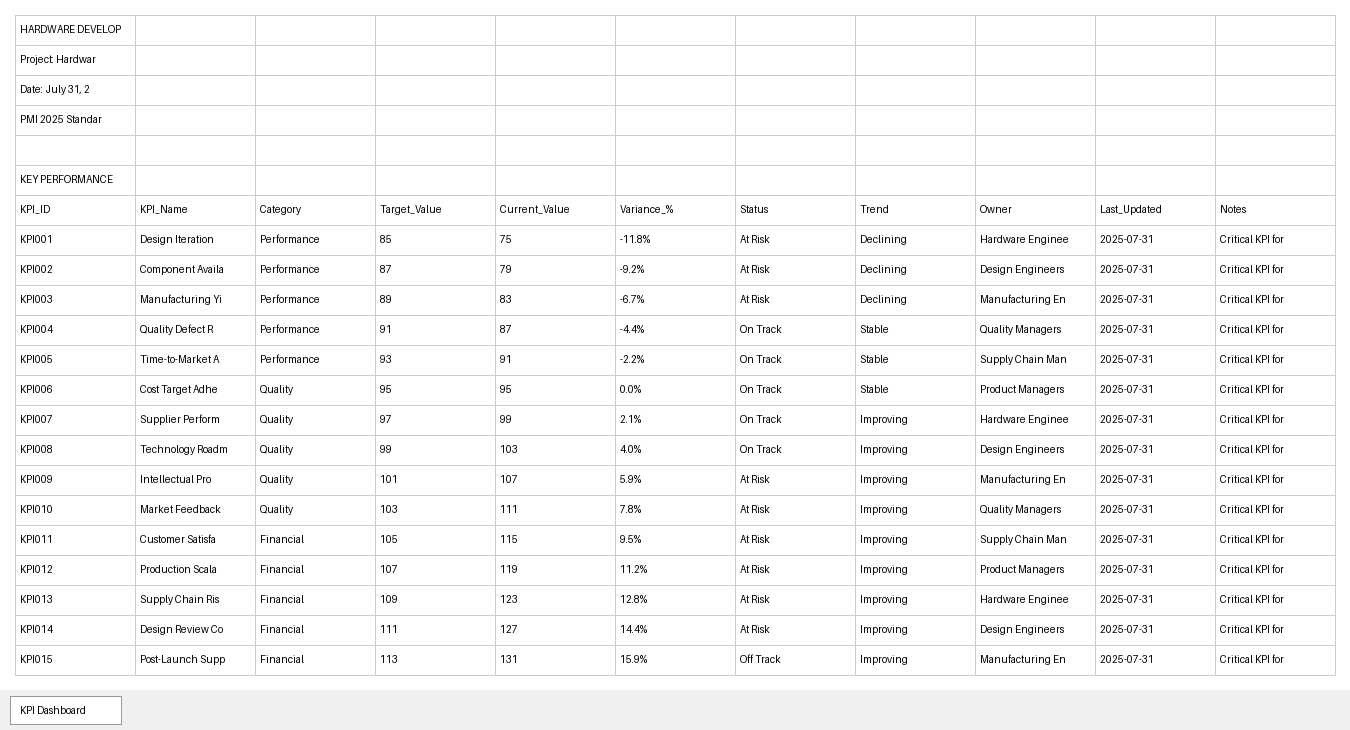 HARDWARE DEVELOP
Project: Hardwar
Date: July 31, 2
PMI 2025 Standar
KEY PERFORMANCE
KPI_ID KPI_Name Category Target_Value Current_Value Variance_% Status Trend Owner Last_Updated Notes
KPI001 Design Iteration Performance 85 75 -11.8% At Risk Declining Hardware Enginee 2025-07-31 Critical KPI for
KPI002 Component Availa Performance 87 79 -9.2% At Risk Declining Design Engineers 2025-07-31 Critical KPI for
KPI003 Manufacturing Yi Performance 89 83 -6.7% At Risk Declining Manufacturing En 2025-07-31 Critical KPI for
KPI004 Quality Defect R Performance 91 87 -4.4% On Track Stable Quality Managers 2025-07-31 Critical KPI for
KPI005 Time-to-Market A Performance 93 91 -2.2% On Track Stable Supply Chain Man 2025-07-31 Critical KPI for
KPI006 Cost Target Adhe Quality 95 95 0.0% On Track Stable Product Managers 2025-07-31 Critical KPI for
KPI007 Supplier Perform Quality 97 99 2.1% On Track Improving Hardware Enginee 2025-07-31 Critical KPI for
KPI008 Technology Roadm Quality 99 103 4.0% On Track Improving Design Engineers 2025-07-31 Critical KPI for
KPI009 Intellectual Pro Quality 101 107 5.9% At Risk Improving Manufacturing En 2025-07-31 Critical KPI for
KPI010 Market Feedback Quality 103 111 7.8% At Risk Improving Quality Managers 2025-07-31 Critical KPI for
KPI011 Customer Satisfa Financial 105 115 9.5% At Risk Improving Supply Chain Man 2025-07-31 Critical KPI for
KPI012 Production Scala Financial 107 119 11.2% At Risk Improving Product Managers 2025-07-31 Critical KPI for
KPI013 Supply Chain Ris Financial 109 123 12.8% At Risk Improving Hardware Enginee 2025-07-31 Critical KPI for
KPI014 Design Review Co Financial 111 127 14.4% At Risk Improving Design Engineers 2025-07-31 Critical KPI for
KPI015 Post-Launch Supp Financial 113 131 15.9% Off Track Improving Manufacturing En 2025-07-31 Critical KPI for
KPI Dashboard